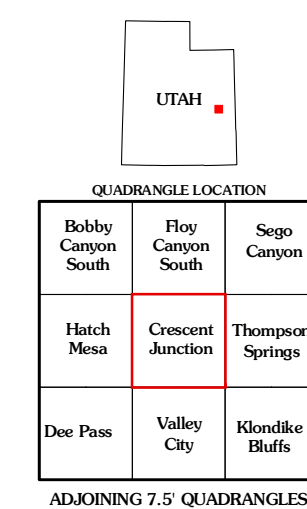 UTAH
QUADRANGLE LOCATION
Bobby
Canyon
South
Floy
Canyon
South
Sego
Canyon
Hatch
Mesa
Crescent
Junction
Thompson
Springs
Dee Pass
Valley
City
Klondike
Bluffs
ADJOINING 7.5' QUADRANGLES